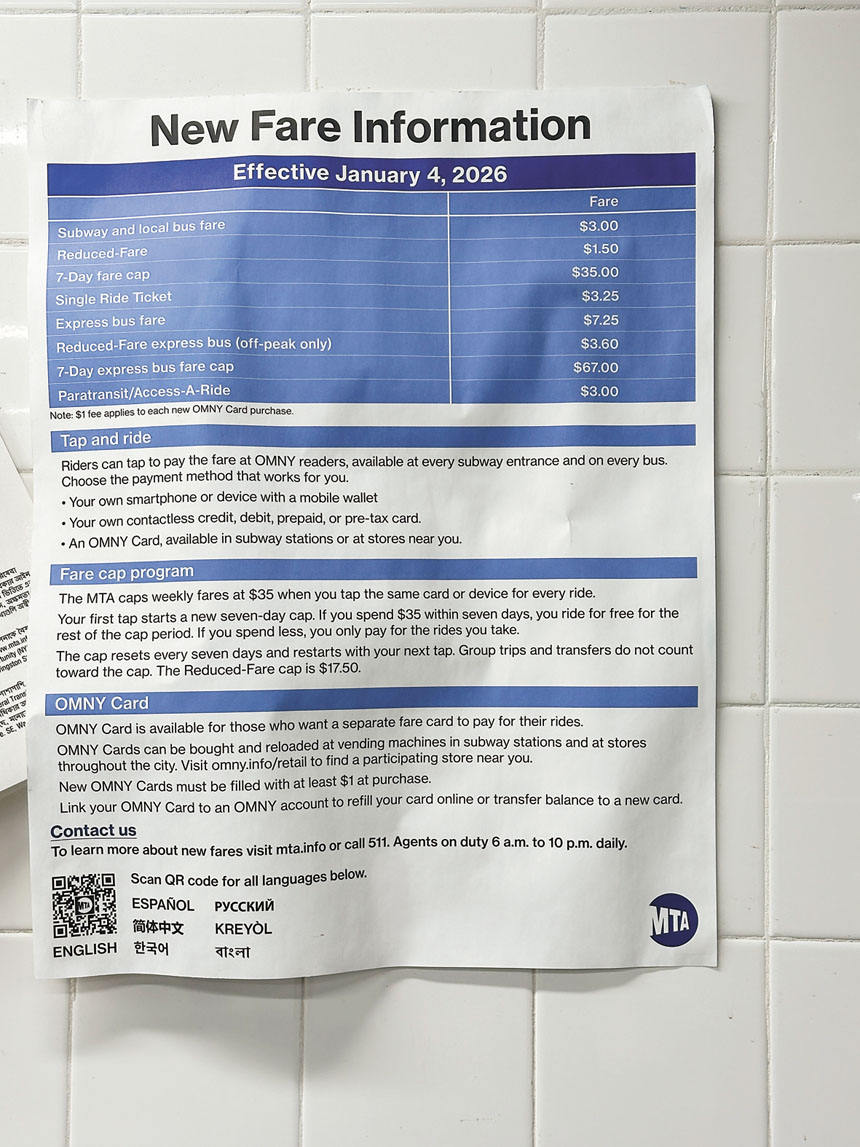 New Fare Information
Effective January 4, 2026
Fare
Subway and local bus fare $3.00
Reduced-Fare $1.50
7-Day fare cap $35.00
Single Ride Ticket $3.25
Express bus fare $7.25
Reduced-Fare express bus (off-peak only) $3.60
7-Day express bus fare cap $67.00
Paratransit/Access-A-Ride $3.00
Note: $1 fee applies to each new OMNY Card purchase.
Tap and ride
Riders can tap to pay the fare at OMNY readers, available at every subway entrance and on every bus.
Choose the payment method that works for you.
• Your own smartphone or device with a mobile wallet
• Your own contactless credit, debit, prepaid, or pre-tax card.
• An OMNY Card, available in subway stations or at stores near you.
Fare cap program
The MTA caps weekly fares at $35 when you tap the same card or device for every ride.
Your first tap starts a new seven-day cap. If you spend $35 within seven days, you ride for free for the
rest of the cap period. If you spend less, you only pay for the rides you take.
The cap resets every seven days and restarts with your next tap. Group trips and transfers do not count
toward the cap. The Reduced-Fare cap is $17.50.
OMNY Card
OMNY Card is available for those who want a separate fare card to pay for their rides.
OMNY Cards can be bought and reloaded at vending machines in subway stations and at stores
throughout the city. Visit omny.info/retail to find a participating store near you.
New OMNY Cards must be filled with at least $1 at purchase.
Link your OMNY Card to an OMNY account to refill your card online or transfer balance to a new card.
Contact us
To learn more about new fares visit mta.info or call 511. Agents on duty 6 a.m. to 10 p.m. daily.
Scan QR code for all languages below.
MTA
ESPAÑOL РУССКИЙ
简体中文 KREYÒL
ENGLISH 한국어 বাংলা
MTA